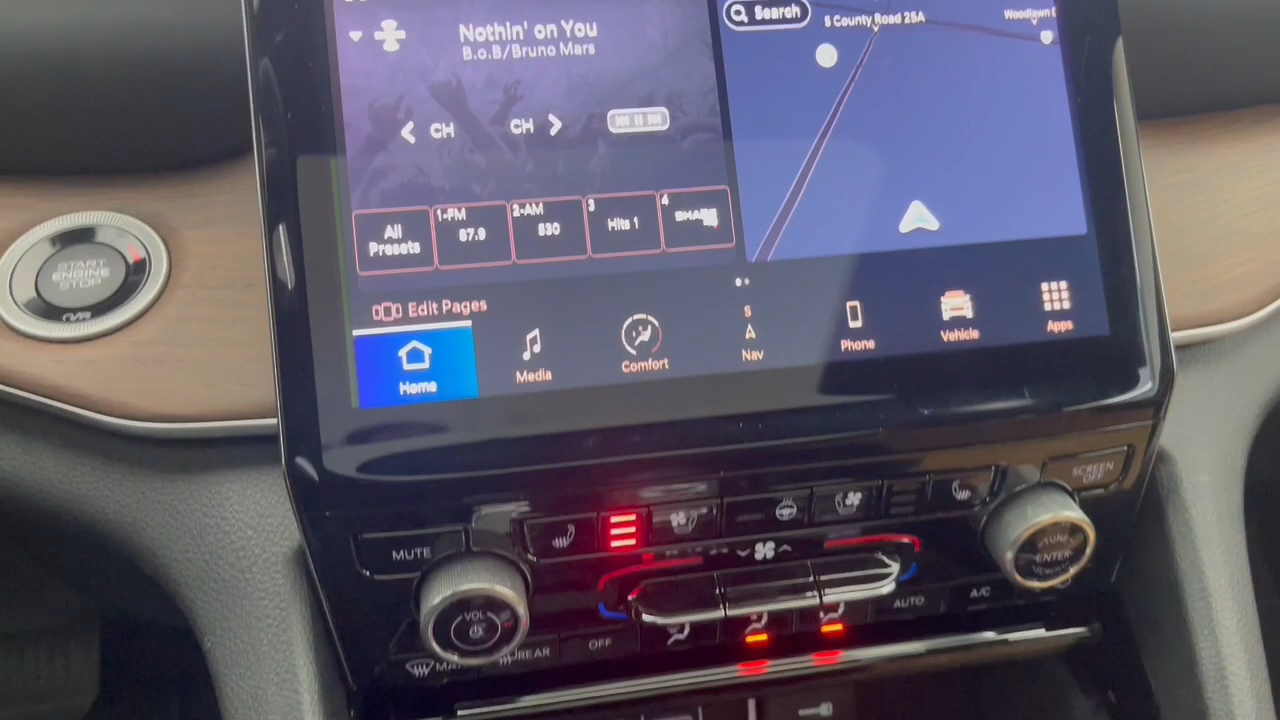 Nothin' on You
B.o.B/Bruno Mars
Search
S County Road 25A
Woodlawn
CH
CH
All Presets
1-FM
87.9
2-AM
530
3
Hits 1
4
Edit Pages
Home
Media
Comfort
S
Nav
Phone
Vehicle
Apps
START
ENGINE
STOP
MUTE
SCREEN
OFF
VOL
TUNE
ENTER
REAR
OFF
AUTO
A/C